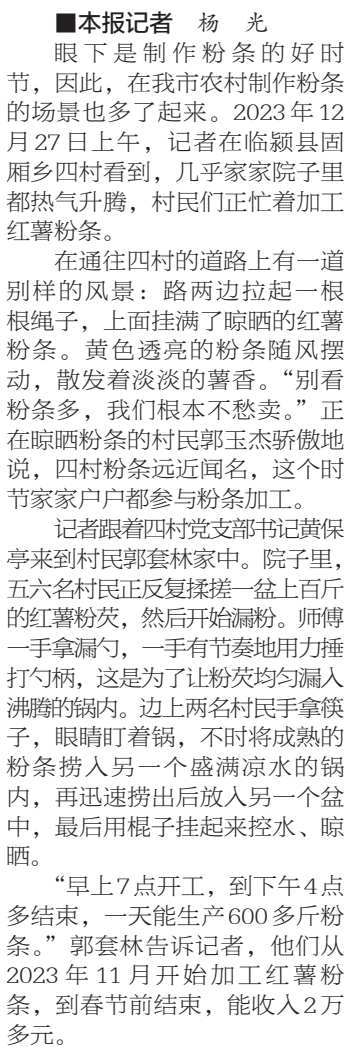 ■本报记者 杨 光
眼下是制作粉条的好时
节，因此，在我市农村制作粉条
的场景也多了起来。2023年12
月27日上午，记者在临颍县固
厢乡四村看到，几乎家家院子里
都热气升腾，村民们正忙着加工
红薯粉条。
在通往四村的道路上有一道
别样的风景：路两边拉起一根
根绳子，上面挂满了晾晒的红薯
粉条。黄色透亮的粉条随风摆
动，散发着淡淡的薯香。“别看
粉条多，我们根本不愁卖。”正
在晾晒粉条的村民郭玉杰骄傲地
说，四村粉条远近闻名，这个时
节家家户户都参与粉条加工。
记者跟着四村党支部书记黄保
亭来到村民郭套林家中。院子里，
五六名村民正反复揉搓一盆上百斤
的红薯粉芡，然后开始漏粉。师傅
一手拿漏勺，一手有节奏地用力捶
打勺柄，这是为了让粉芡均匀漏入
沸腾的锅内。边上两名村民手拿筷
子，眼睛盯着锅，不时将成熟的
粉条捞入另一个盛满凉水的锅
内，再迅速捞出后放入另一个盆
中，最后用棍子挂起来控水、晾
晒。
“早上7点开工，到下午4点
多结束，一天能生产600多斤粉
条。”郭套林告诉记者，他们从
2023年11月开始加工红薯粉
条，到春节前结束，能收入2万
多元。